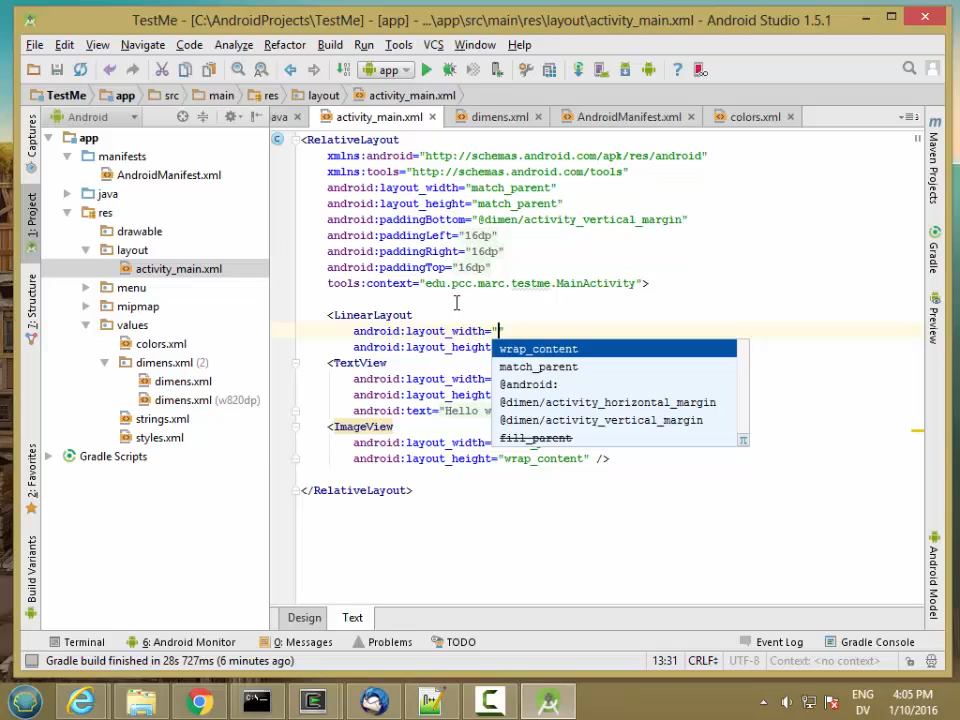 TestMe - [C:\AndroidProjects\TestMe] - [app] - ...\app\src\main\res\layout\activity_main.xml - Android Studio 1.5.1
File Edit View Navigate Code Analyze Refactor Build Run Tools VCS Window Help
app
TestMe app src main res layout activity_main.xml
Android
ava activity_main.xml dimens.xml AndroidManifest.xml colors.xml
Captures
1: Project
7: Structure
2: Favorites
Build Variants
app
manifests
AndroidManifest.xml
java
res
drawable
layout
activity_main.xml
menu
mipmap
values
colors.xml
dimens.xml (2)
dimens.xml
dimens.xml (w820dp)
strings.xml
styles.xml
Gradle Scripts
<RelativeLayout
xmlns:android="http://schemas.android.com/apk/res/android"
xmlns:tools="http://schemas.android.com/tools"
android:layout_width="match_parent"
android:layout_height="match_parent"
android:paddingBottom="@dimen/activity_vertical_margin"
android:paddingLeft="16dp"
android:paddingRight="16dp"
android:paddingTop="16dp"
tools:context="edu.pcc.marc.testme.MainActivity">
<LinearLayout
android:layout_width=""
android:layout_height
<TextView
android:layout_width=
android:layout_height
android:text="Hello w
<ImageView
android:layout_width=
android:layout_height="wrap_content" />
</RelativeLayout>
wrap_content
match_parent
@android:
@dimen/activity_horizontal_margin
@dimen/activity_vertical_margin
fill_parent
π
m
Maven Projects
Gradle
Preview
Android Model
Design Text
Terminal 6: Android Monitor 0: Messages Problems TODO Event Log Gradle Console
Gradle build finished in 28s 727ms (6 minutes ago) 13:31 CRLF÷ UTF-8 Context: <no context>
ENG 4:05 PM
DV 1/10/2016